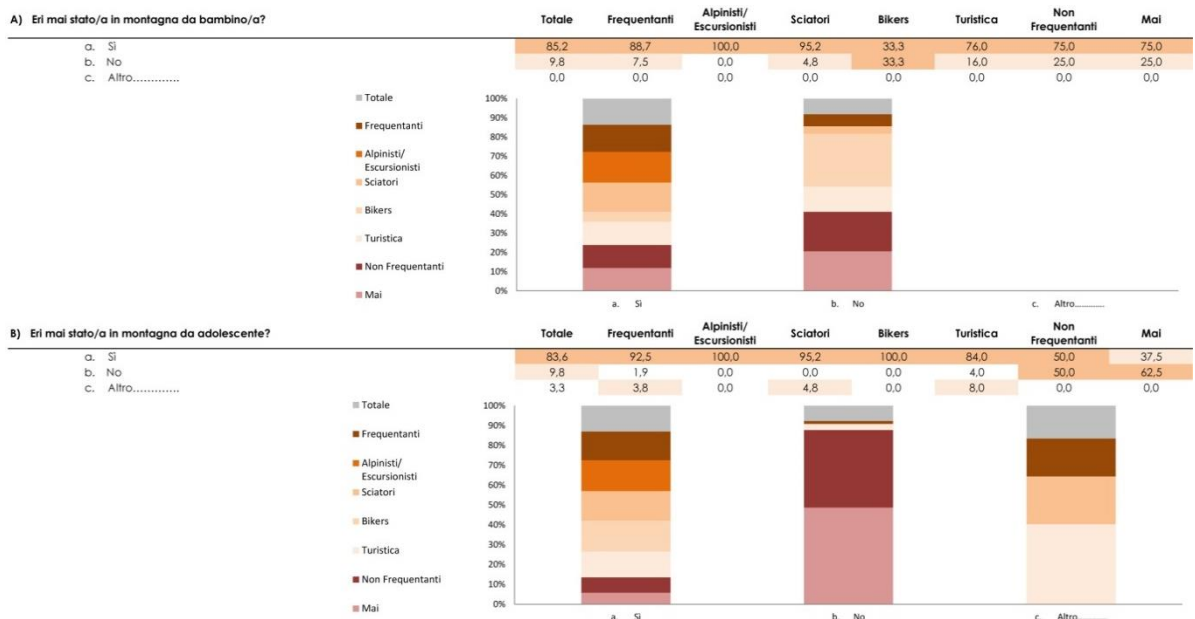 A) Eri mai stato/a in montagna da bambino/a? Totale Frequentanti Alpinisti/ Escursionisti Sciatori Bikers Turistica Non Frequentanti Mai
a. Sì 85,2 88,7 100,0 95,2 33,3 76,0 75,0 75,0
b. No 9,8 7,5 0,0 4,8 33,3 16,0 25,0 25,0
c. Altro............. 0,0 0,0 0,0 0,0 0,0 0,0 0,0 0,0
Totale
Frequentanti
Alpinisti/
Escursionisti
Sciatori
Bikers
Turistica
Non Frequentanti
Mai
100%
90%
80%
70%
60%
50%
40%
30%
20%
10%
0%
a. Sì b. No c. Altro.............
B) Eri mai stato/a in montagna da adolescente? Totale Frequentanti Alpinisti/ Escursionisti Sciatori Bikers Turistica Non Frequentanti Mai
a. Sì 83,6 92,5 100,0 95,2 100,0 84,0 50,0 37,5
b. No 9,8 1,9 0,0 0,0 0,0 4,0 50,0 62,5
c. Altro............. 3,3 3,8 0,0 4,8 0,0 8,0 0,0 0,0
Totale
Frequentanti
Alpinisti/
Escursionisti
Sciatori
Bikers
Turistica
Non Frequentanti
Mai
100%
90%
80%
70%
60%
50%
40%
30%
20%
10%
0%
a. Sì b. No c. Altro.............